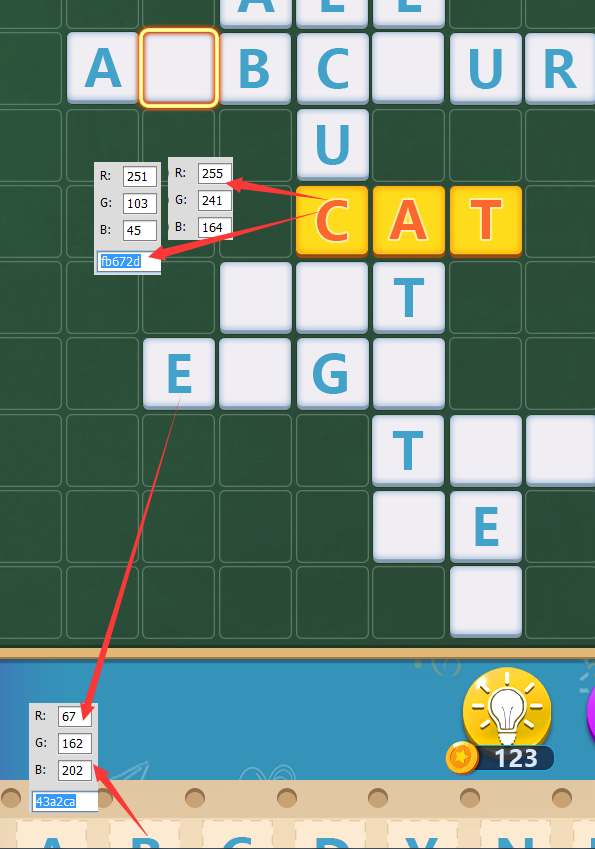 A E E
A B C U R
U
R: 251
G: 103
B: 45
fb672d
R: 255
G: 241
B: 164
C A T
T
E G
T
E
123
R: 67
G: 162
B: 202
43a2ca
A B C D Y N